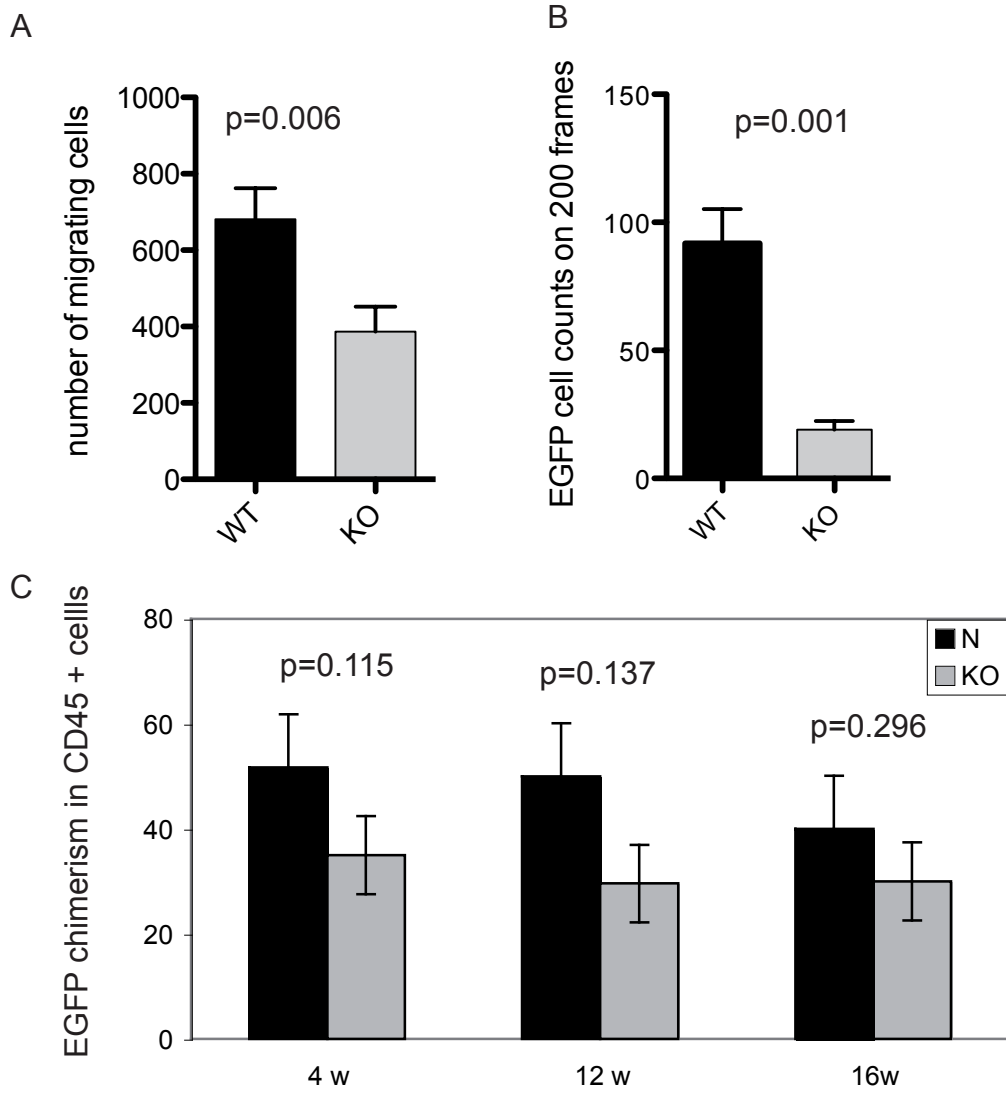 A
number of migrating cells
1000
800
600
400
200
0
p=0.006
WT
KO
B
EGFP cell counts on 200 frames
150
100
50
0
p=0.001
WT
KO
C
EGFP chimerism in CD45 + cellls
80
60
40
20
0
p=0.115
p=0.137
p=0.296
N
KO
4 w
12 w
16w